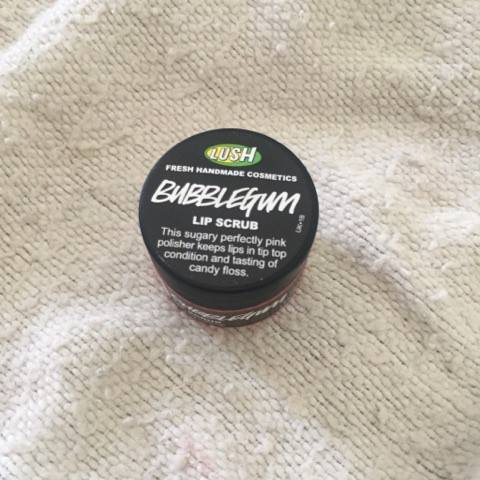 LUSH
FRESH HANDMADE COSMETICS
BUBBLEGUM
LIP SCRUB
This sugary perfectly pink
polisher keeps lips in tip top
condition and tasting of
candy floss.
BUBBLEGUM